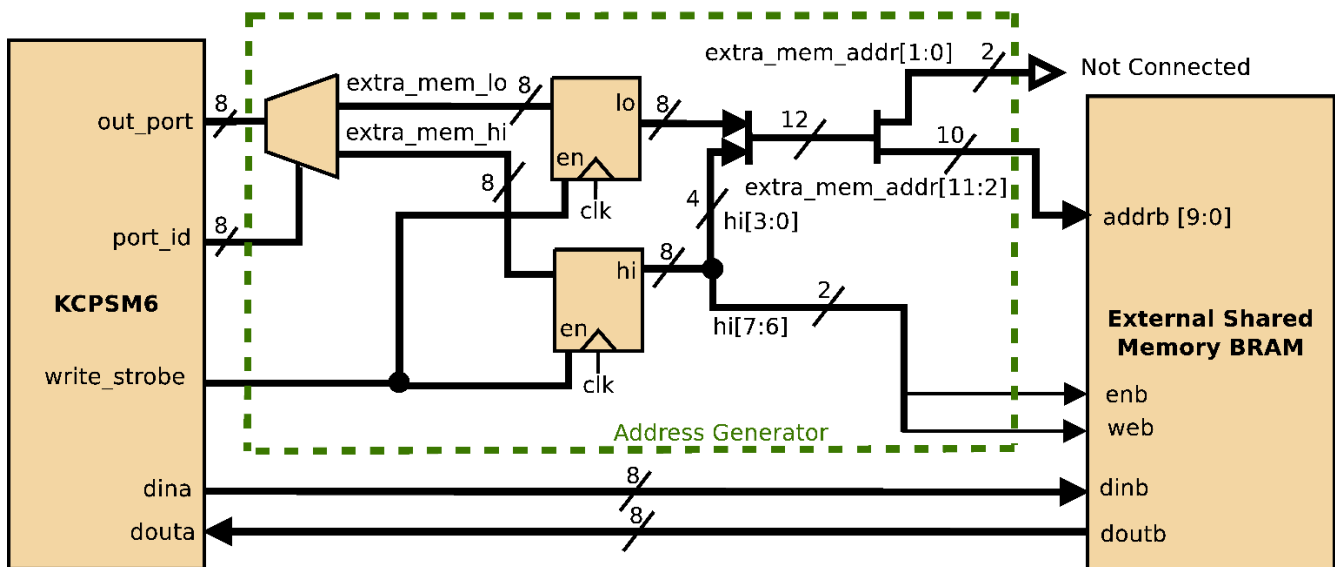 extra_mem_addr[1:0]
2
Not Connected
extra_mem_lo
8
lo
8
12
10
out_port
8
extra_mem_hi
8
en
clk
4
hi[3:0]
extra_mem_addr[11:2]
addrb [9:0]
port_id
8
KCPSM6
hi
8
2
hi[7:6]
External Shared
Memory BRAM
en
clk
write_strobe
enb
web
Address Generator
dina
8
dinb
douta
8
doutb